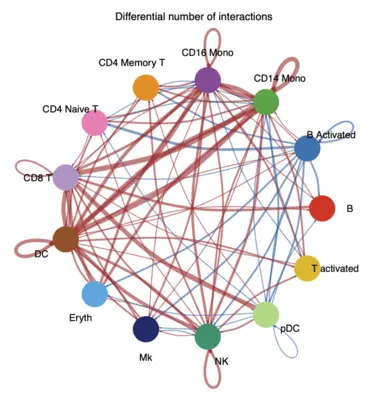 Differential number of interactions
CD16 Mono
CD4 Memory T
CD14 Mono
CD4 Naive T
B Activated
CD8 T
B
DC
T activated
Eryth
pDC
Mk
NK